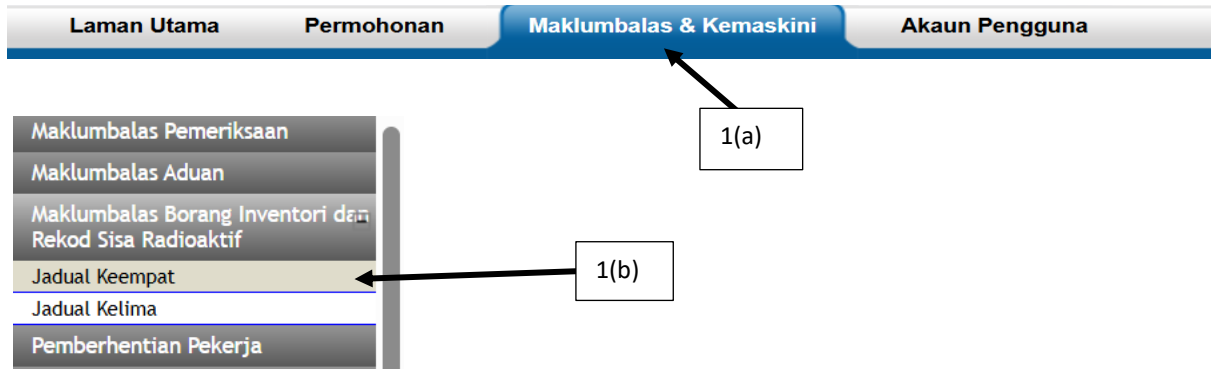 Laman Utama Permohonan Maklumbalas & Kemaskini Akaun Pengguna
1(a)
Maklumbalas Pemeriksaan
Maklumbalas Aduan
Maklumbalas Borang Inventori dan
Rekod Sisa Radioaktif
Jadual Keempat
1(b)
Jadual Kelima
Pemberhentian Pekerja